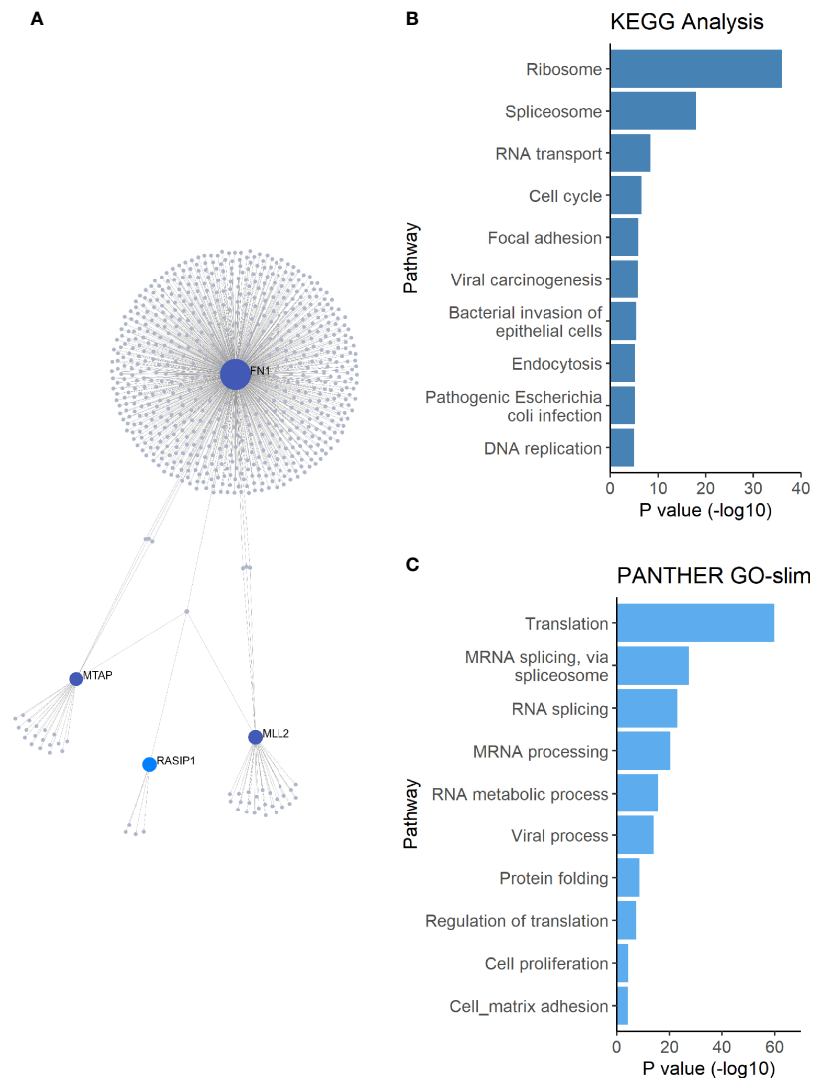 A
FN1
MTAP
RASIP1
MLL2
B
KEGG Analysis
Pathway
Ribosome
Spliceosome
RNA transport
Cell cycle
Focal adhesion
Viral carcinogenesis
Bacterial invasion of
epithelial cells
Endocytosis
Pathogenic Escherichia
coli infection
DNA replication
0 10 20 30 40
P value (-log10)
C
PANTHER GO-slim
Pathway
Translation
MRNA splicing, via
spliceosome
RNA splicing
MRNA processing
RNA metabolic process
Viral process
Protein folding
Regulation of translation
Cell proliferation
Cell_matrix adhesion
0 20 40 60
P value (-log10)